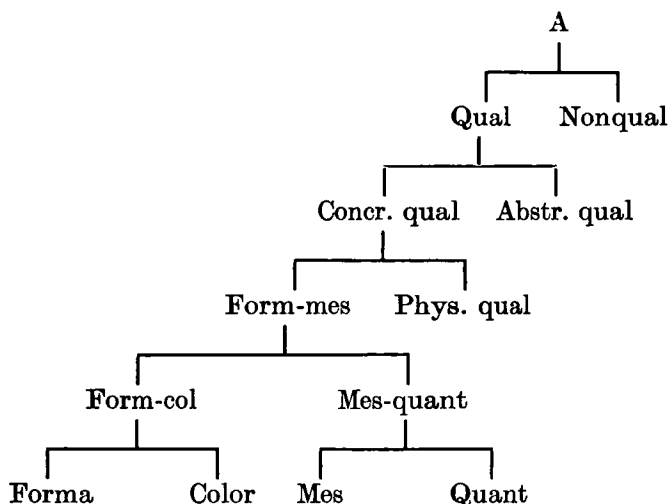 A
Qual Nonqual
Concr. qual Abstr. qual
Form-mes Phys. qual
Form-col Mes-quant
Forma Color Mes Quant